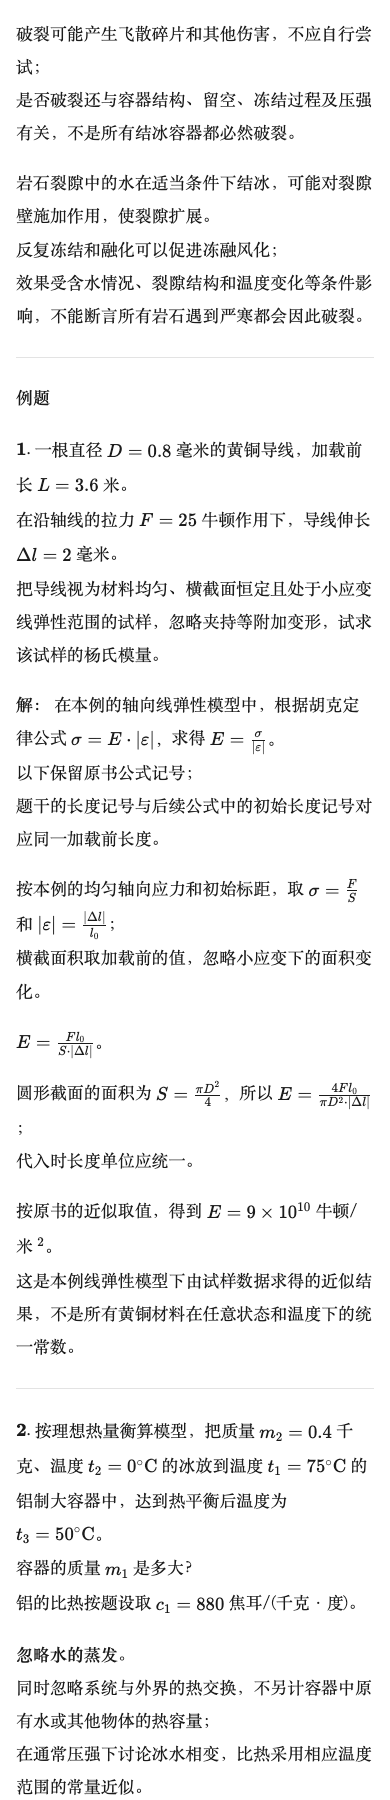 破裂可能产生飞散碎片和其他伤害，不应自行尝
试；
是否破裂还与容器结构、留空、冻结过程及压强
有关，不是所有结冰容器都必然破裂。
岩石裂隙中的水在适当条件下结冰，可能对裂隙
壁施加作用，使裂隙扩展。
反复冻结和融化可以促进冻融风化；
效果受含水情况、裂隙结构和温度变化等条件影
响，不能断言所有岩石遇到严寒都会因此破裂。
例题
1. 一根直径 D = 0.8 毫米的黄铜导线，加载前
长 L = 3.6 米。
在沿轴线的拉力 F = 25 牛顿作用下，导线伸长
Δl = 2 毫米。
把导线视为材料均匀、横截面恒定且处于小应变
线弹性范围的试样，忽略夹持等附加变形，试求
该试样的杨氏模量。
解： 在本例的轴向线弹性模型中，根据胡克定
律公式 σ = E · |ε|，求得 E = σ/|ε|。
以下保留原书公式记号；
题干的长度记号与后续公式中的初始长度记号对
应同一加载前长度。
按本例的均匀轴向应力和初始标距，取 σ = F/S
和 |ε| = |Δl|/l₀；
横截面积取加载前的值，忽略小应变下的面积变
化。
E = Fl₀/(S·|Δl|)。
圆形截面的面积为 S = πD²/4，所以 E = 4Fl₀/(πD²·|Δl|)
；
代入时长度单位应统一。
按原书的近似取值，得到 E = 9 × 10¹⁰ 牛顿/
米 ²。
这是本例线弹性模型下由试样数据求得的近似结
果，不是所有黄铜材料在任意状态和温度下的统
一常数。
2. 按理想热量衡算模型，把质量 m₂ = 0.4 千
克、温度 t₂ = 0°C 的冰放到温度 t₁ = 75°C 的
铝制大容器中，达到热平衡后温度为
t₃ = 50°C。
容器的质量 m₁ 是多大?
铝的比热按题设取 c₁ = 880 焦耳/(千克 · 度)。
忽略水的蒸发。
同时忽略系统与外界的热交换，不另计容器中原
有水或其他物体的热容量；
在通常压强下讨论冰水相变，比热采用相应温度
范围的常量近似。